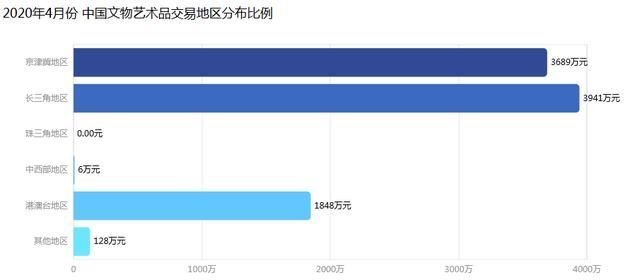 2020年4月份 中国文物艺术品交易地区分布比例
京津冀地区 3689万元
长三角地区 3941万元
珠三角地区 0.00元
中西部地区 6万元
港澳台地区 1848万元
其他地区 128万元
0 1000万 2000万 3000万 4000万